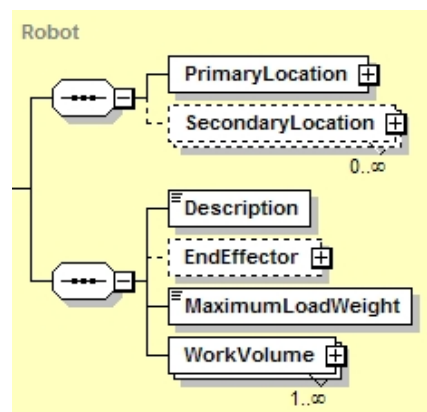 Robot
PrimaryLocation
SecondaryLocation
0..∞
Description
EndEffector
MaximumLoadWeight
WorkVolume
1..∞